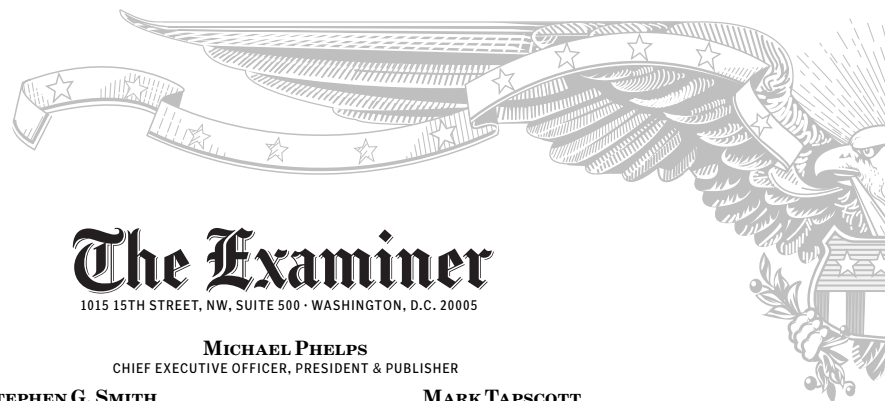 The Examiner
1015 15TH STREET, NW, SUITE 500 · WASHINGTON, D.C. 20005
MICHAEL PHELPS
CHIEF EXECUTIVE OFFICER, PRESIDENT & PUBLISHER
G. SMITH
MARK TAPSCOTT